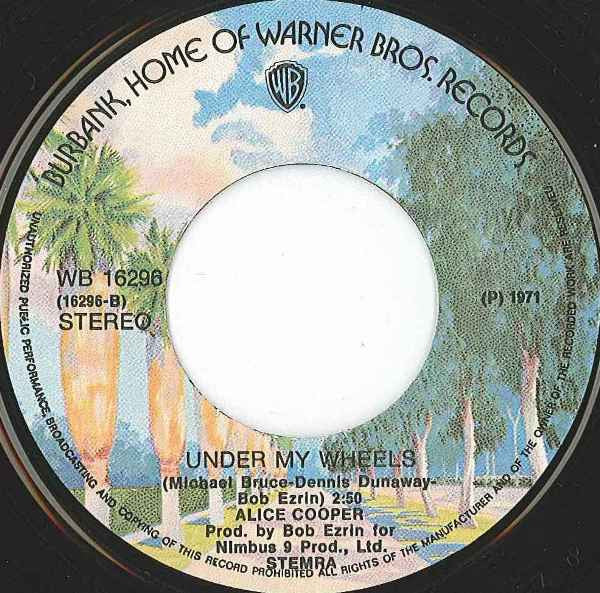 BURBANK, HOME OF WARNER BROS. RECORDS
WB
WB 16296
(16296-B)
STEREO
(P) 1971
UNDER MY WHEELS
(Michael Bruce-Dennis Dunaway-
Bob Ezrin) 2:50
ALICE COOPER
Prod. by Bob Ezrin for
Nimbus 9 Prod., Ltd.
STEMRA
UNAUTHORIZED PUBLIC PERFORMANCE, BROADCASTING AND COPYING OF THIS RECORD PROHIBITED ALL RIGHTS OF THE MANUFACTURER AND OF THE OWNER OF THE RECORDED WORK ARE RESERVED